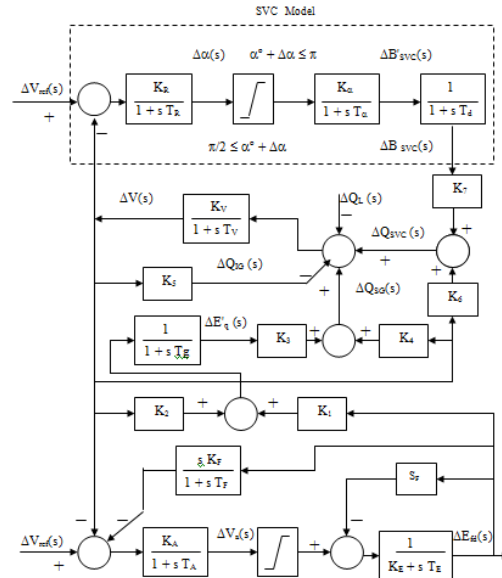 SVC Model
Δα(s)
α° + Δα ≤ π
ΔB'SVC(s)
ΔVref(s)
+
−
KR
1 + s TR
Kα
1 + s Tα
1
1 + s Td
π/2 ≤ α° + Δα
ΔB SVC(s)
K7
ΔV(s)
KV
1 + s TV
ΔQL (s)
−
ΔQSVC (s)
+
+
+
K5
ΔQIG(s)
−
+
ΔQSG(s)
K6
1
1 + s Tg
ΔE'q (s)
K3
+
+
K4
K2
+
+
K1
s KF
1 + s TF
SF
−
−
−
ΔVref(s)
+
KA
1 + s TA
ΔVa(s)
+
1
KE + s TE
ΔEfd(s)